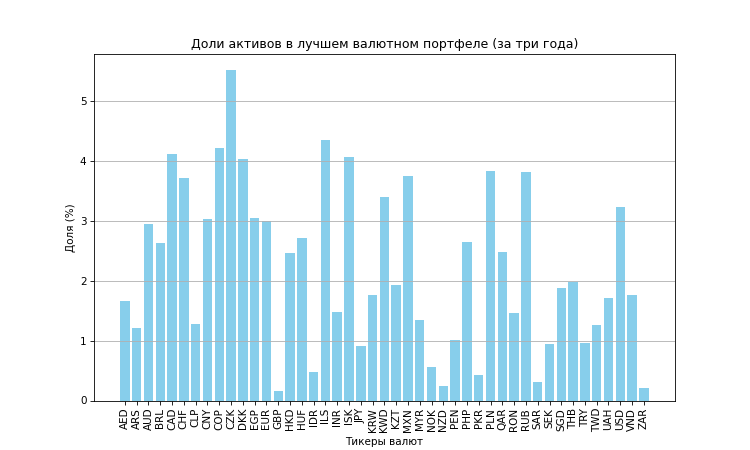 Доли активов в лучшем валютном портфеле (за три года)
Доля (%)
5
4
3
2
1
0
AED ARS AUD BRL CAD CHF CLP CNY COP CZK DKK EGP EUR GBP HKD HUF IDR ILS INR ISK JPY KRW KWD KZT MXN MYR NOK NZD PEN PHP PKR PLN QAR RON RUB SAR SEK SGD THB TRY TWD UAH USD VND ZAR
Тикеры валют